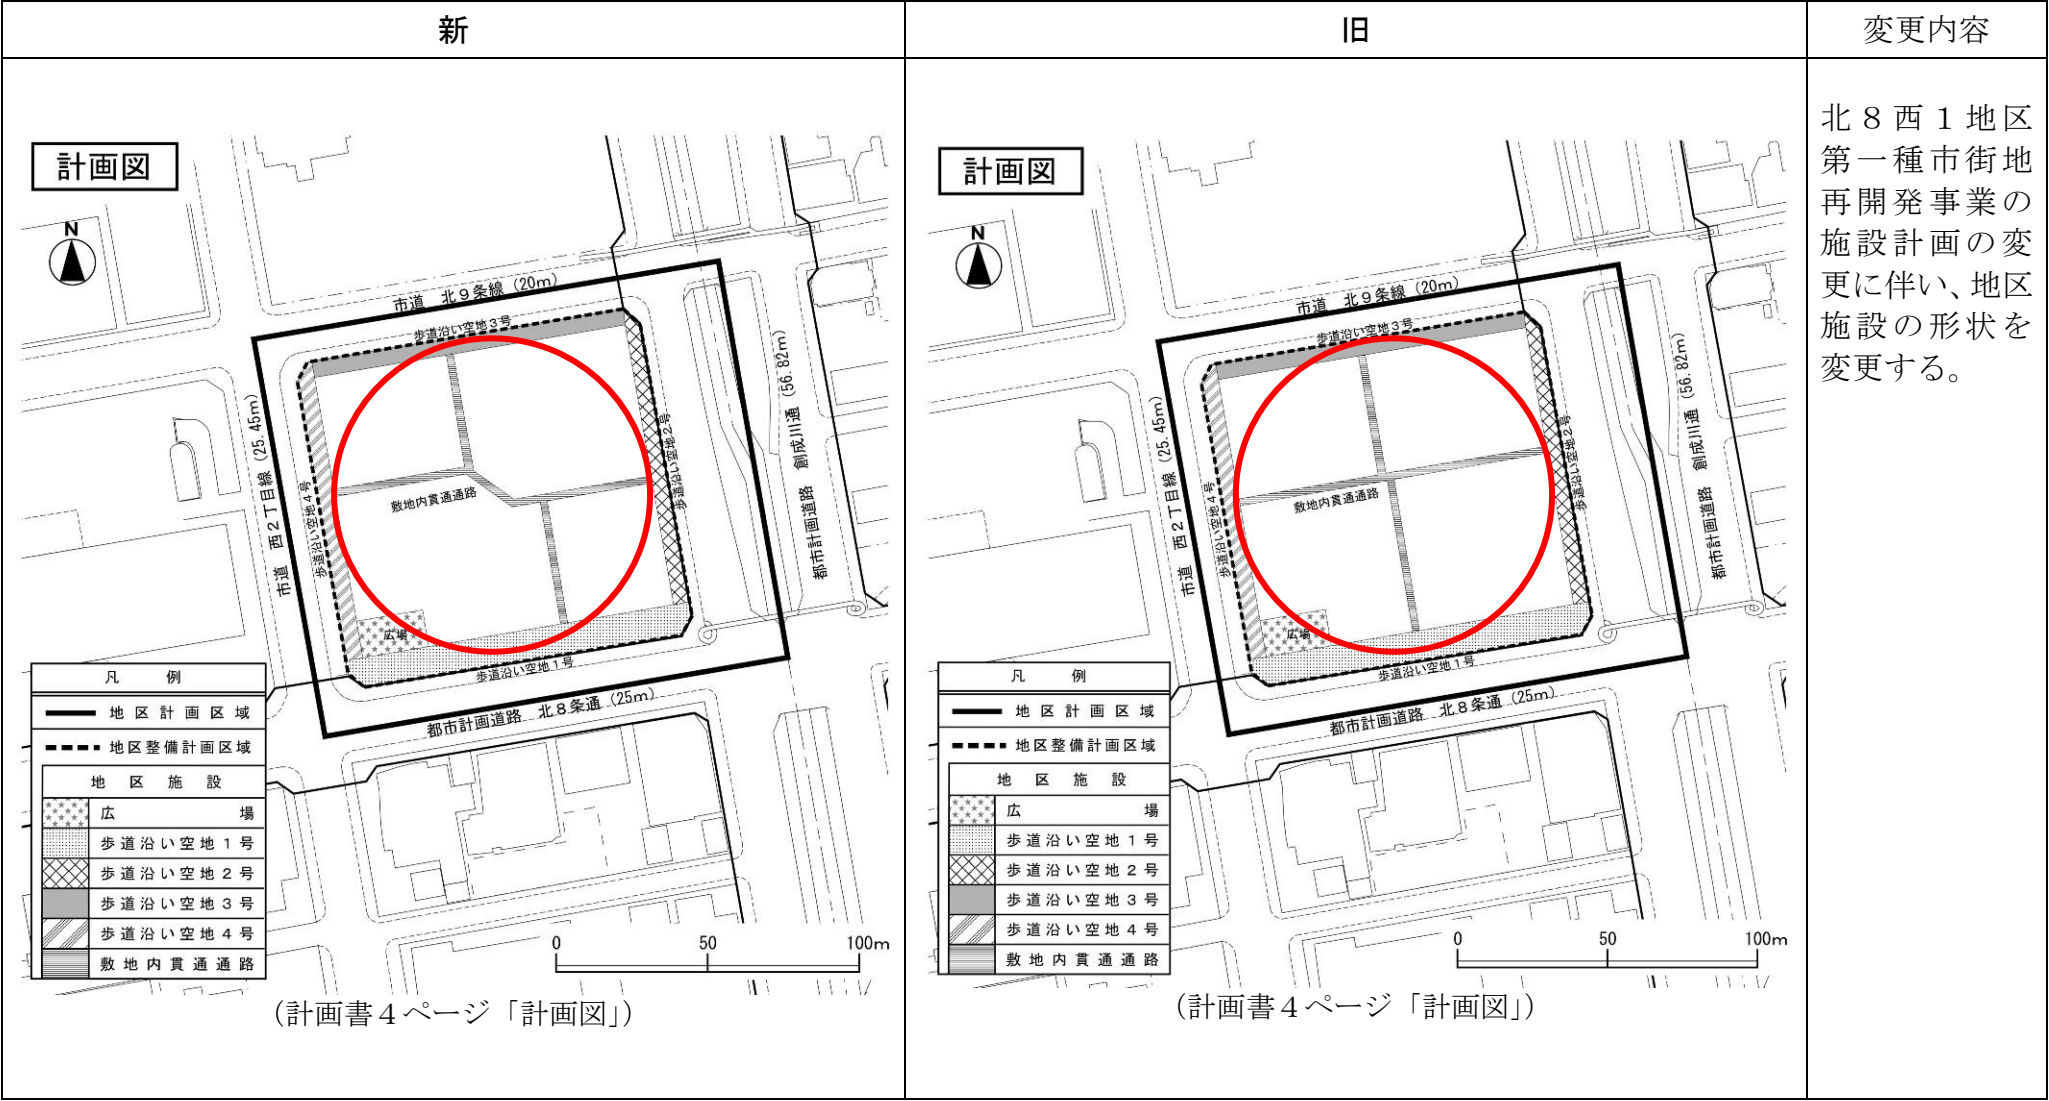 新
旧
変更内容
計画図
N
市道 北9条線(20m)
歩道沿い空地3号
市道 西2丁目線(25.45m)
歩道沿い空地4号
敷地内貫通通路
歩道沿い空地2号
都市計画道路 創成川通(56.82m)
広場
歩道沿い空地1号
都市計画道路 北8条通(25m)
凡 例
地区計画区域
地区整備計画区域
地区施設
広場
歩道沿い空地1号
歩道沿い空地2号
歩道沿い空地3号
歩道沿い空地4号
敷地内貫通通路
0 50 100m
(計画書4ページ「計画図」)
計画図
N
市道 北9条線(20m)
歩道沿い空地3号
市道 西2丁目線(25.45m)
歩道沿い空地4号
敷地内貫通通路
歩道沿い空地2号
都市計画道路 創成川通(56.82m)
広場
歩道沿い空地1号
都市計画道路 北8条通(25m)
凡 例
地区計画区域
地区整備計画区域
地区施設
広場
歩道沿い空地1号
歩道沿い空地2号
歩道沿い空地3号
歩道沿い空地4号
敷地内貫通通路
0 50 100m
(計画書4ページ「計画図」)
北8西1地区
第一種市街地
再開発事業の
施設計画の変
更に伴い、地区
施設の形状を
変更する。